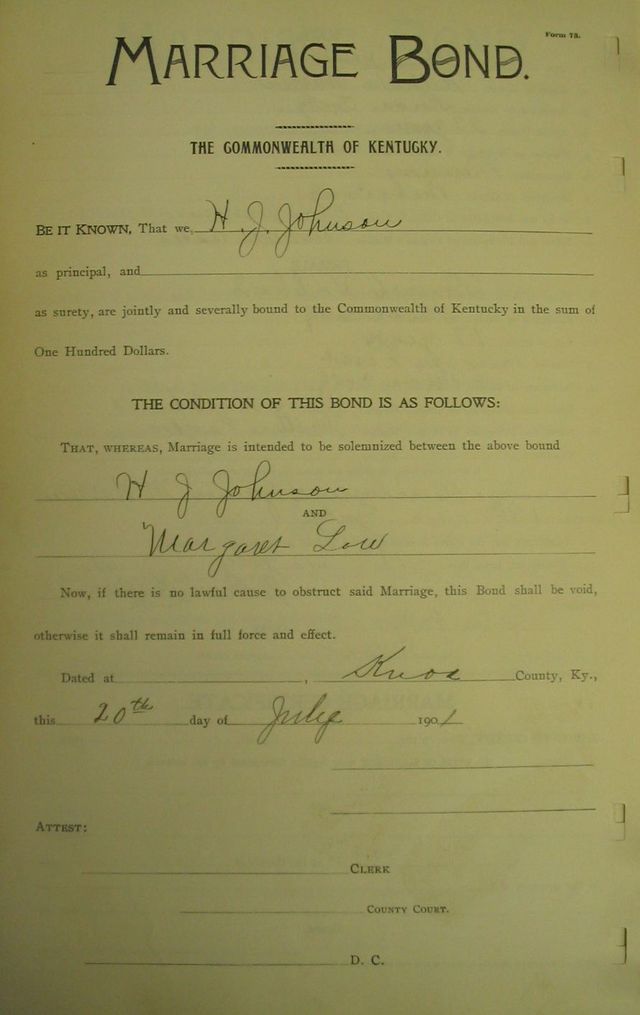 Form 73.
MARRIAGE BOND.
THE COMMONWEALTH OF KENTUCKY.
BE IT KNOWN, That we, H. J. Johnson
as principal, and
as surety, are jointly and severally bound to the Commonwealth of Kentucky in the sum of
One Hundred Dollars.
THE CONDITION OF THIS BOND IS AS FOLLOWS:
THAT, WHEREAS, Marriage is intended to be solemnized between the above bound
H J Johnson
AND
Margaret Low
Now, if there is no lawful cause to obstruct said Marriage, this Bond shall be void,
otherwise it shall remain in full force and effect.
Dated at , Knox County, Ky.,
this 20th day of July 1901
ATTEST:
CLERK
COUNTY COURT.
D. C.